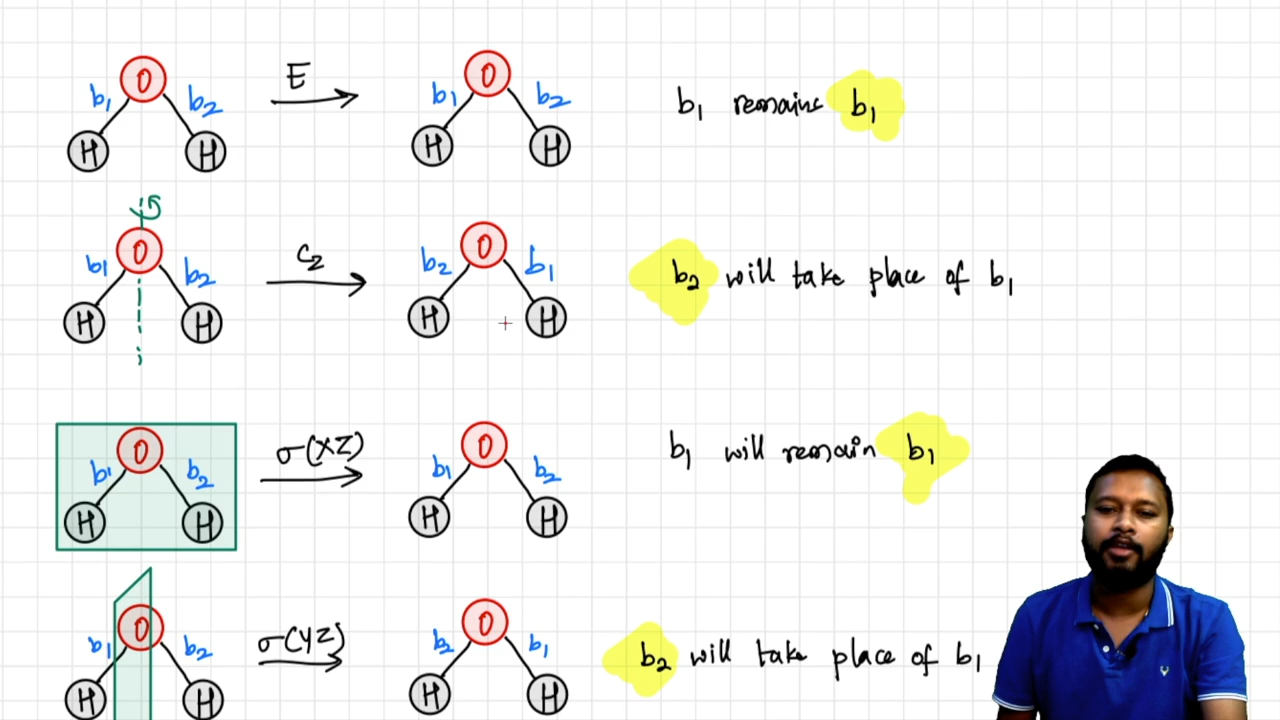 b₁ O b₂ E b₁ O b₂ b₁ remains b₁
H H H H
b₁ O b₂ C₂ b₂ O b₁ b₂ will take place of b₁
H H H H
b₁ O b₂ σ(XZ) b₁ O b₂ b₁ will remain b₁
H H H H
b₁ O b₂ σ(YZ) b₂ O b₁ b₂ will take place of b₁
H H H H